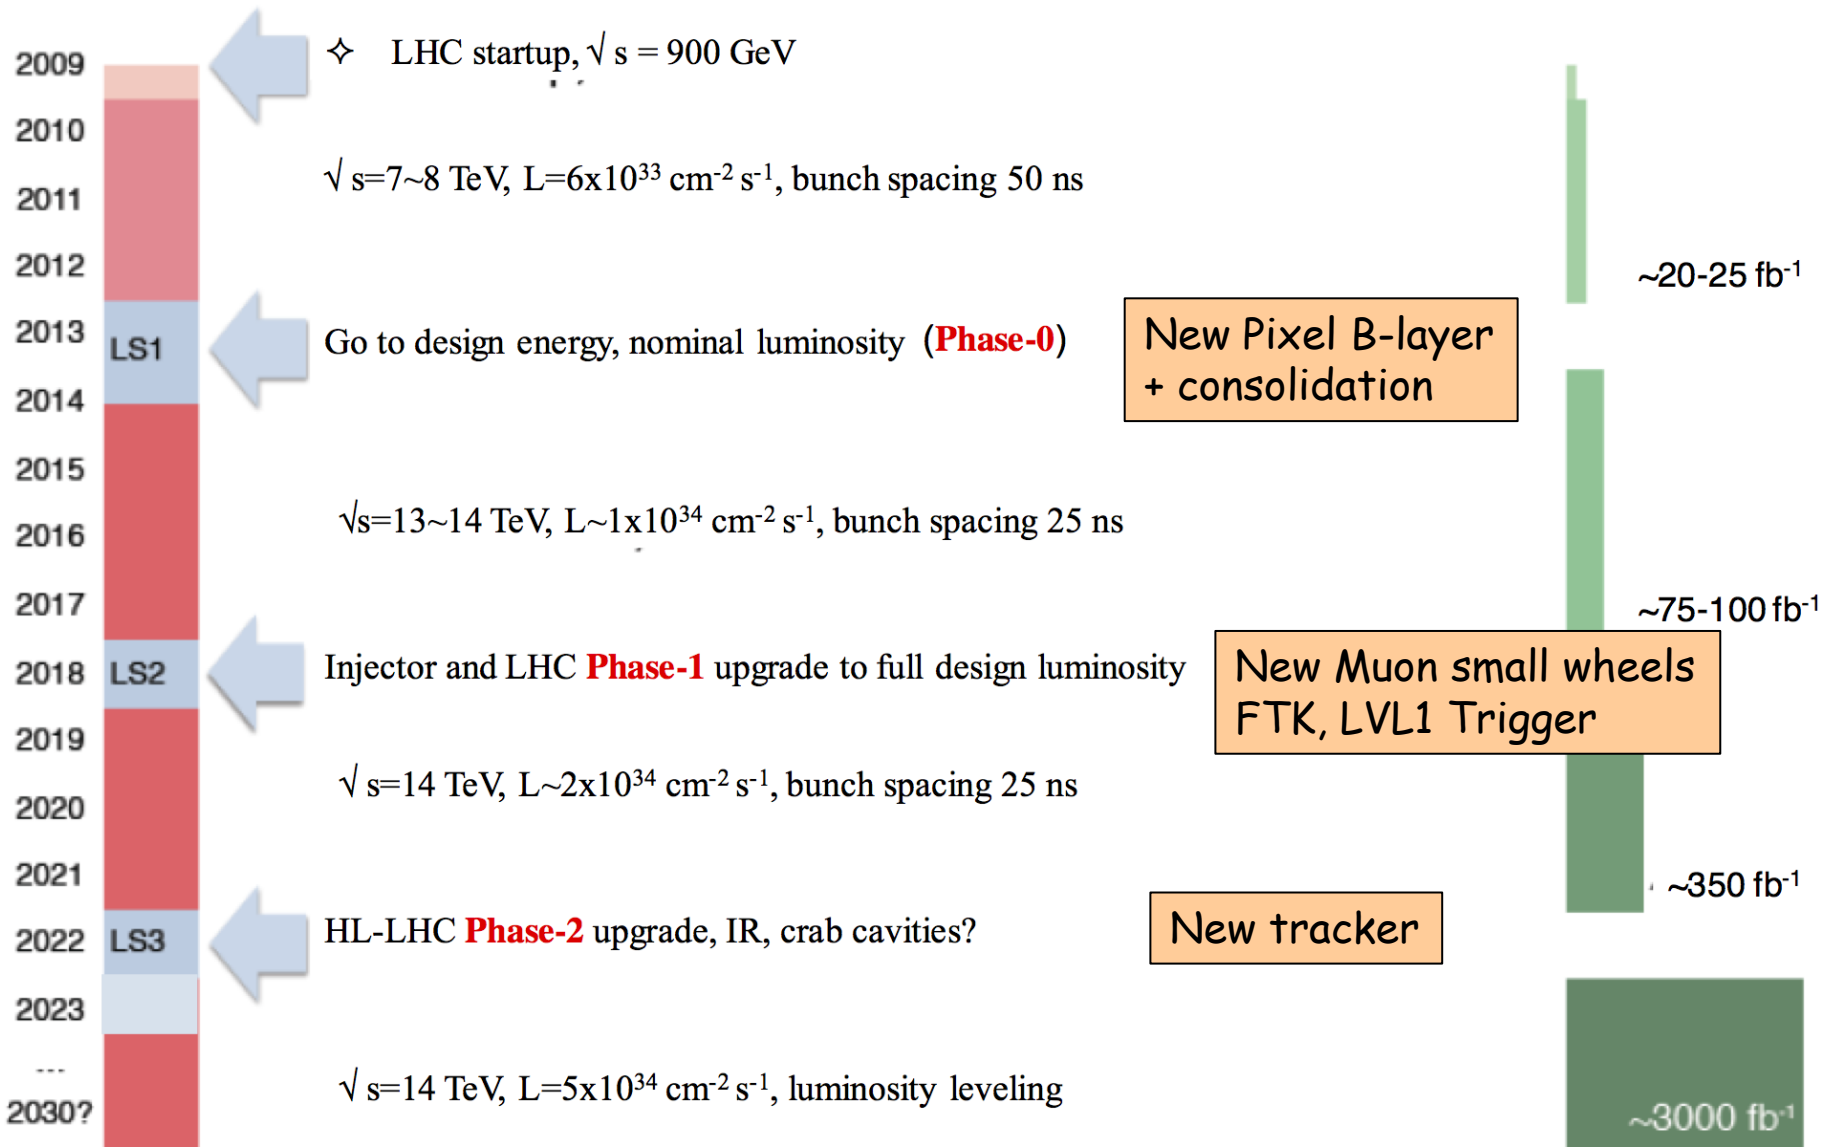 2009
✧ LHC startup, √ s = 900 GeV
2010
√ s=7~8 TeV, L=6x10³³ cm⁻² s⁻¹, bunch spacing 50 ns
2011
2012
~20-25 fb⁻¹
2013
LS1
Go to design energy, nominal luminosity (Phase-0)
New Pixel B-layer
+ consolidation
2014
2015
√s=13~14 TeV, L~1x10³⁴ cm⁻² s⁻¹, bunch spacing 25 ns
2016
2017
~75-100 fb⁻¹
2018
LS2
Injector and LHC Phase-1 upgrade to full design luminosity
New Muon small wheels
FTK, LVL1 Trigger
2019
√ s=14 TeV, L~2x10³⁴ cm⁻² s⁻¹, bunch spacing 25 ns
2020
2021
~350 fb⁻¹
2022
LS3
HL-LHC Phase-2 upgrade, IR, crab cavities?
New tracker
2023
---
√ s=14 TeV, L=5x10³⁴ cm⁻² s⁻¹, luminosity leveling
2030?
~3000 fb⁻¹